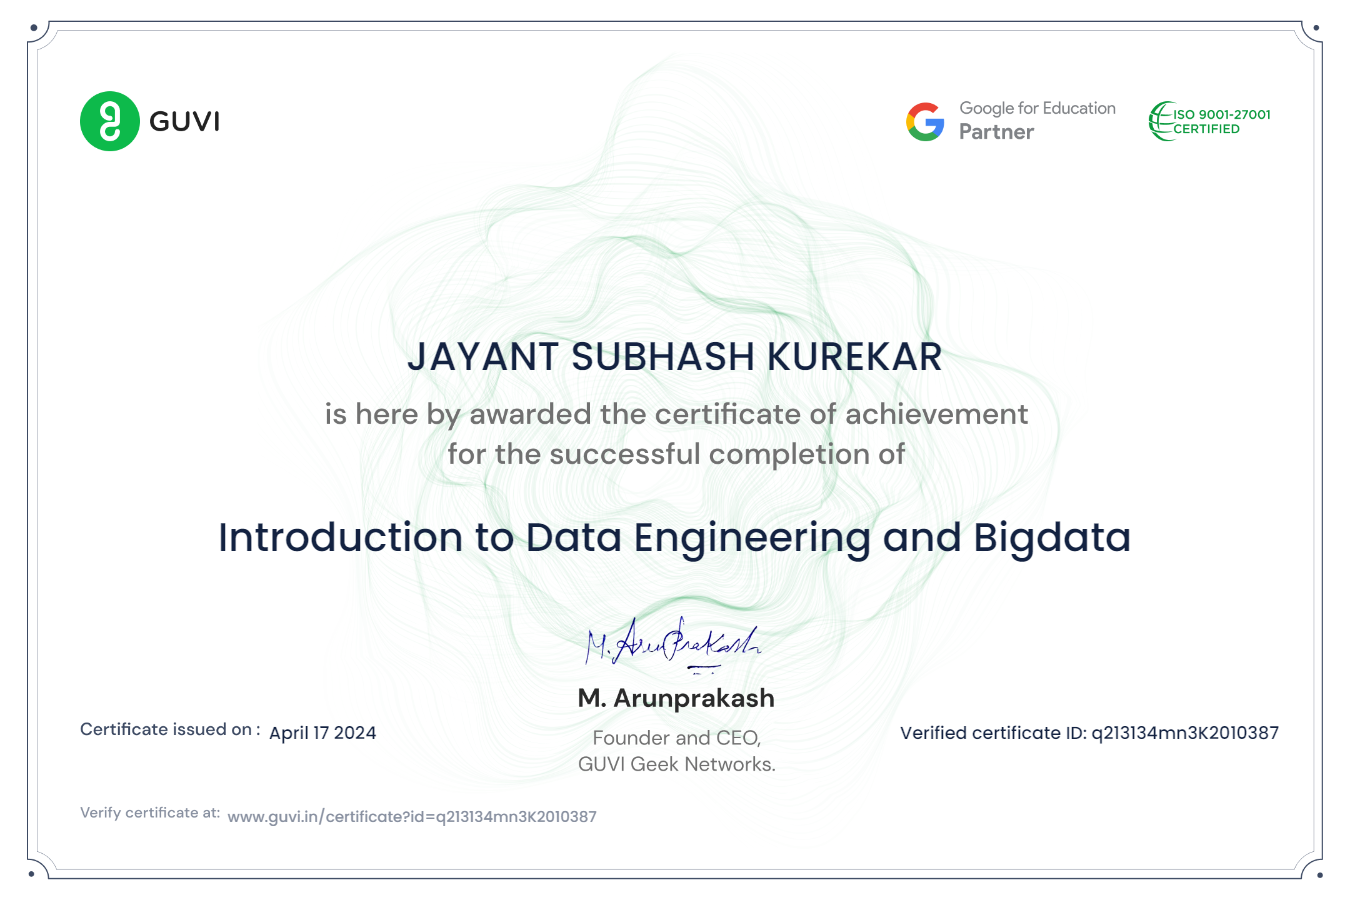 GUVI
Google for Education
Partner
ISO 9001-27001
CERTIFIED
JAYANT SUBHASH KUREKAR
is here by awarded the certificate of achievement
for the successful completion of
Introduction to Data Engineering and Bigdata
M. Arunprakash
M. Arunprakash
Founder and CEO,
GUVI Geek Networks.
Certificate issued on : April 17 2024
Verified certificate ID: q213134mn3K2010387
Verify certificate at: www.guvi.in/certificate?id=q213134mn3K2010387